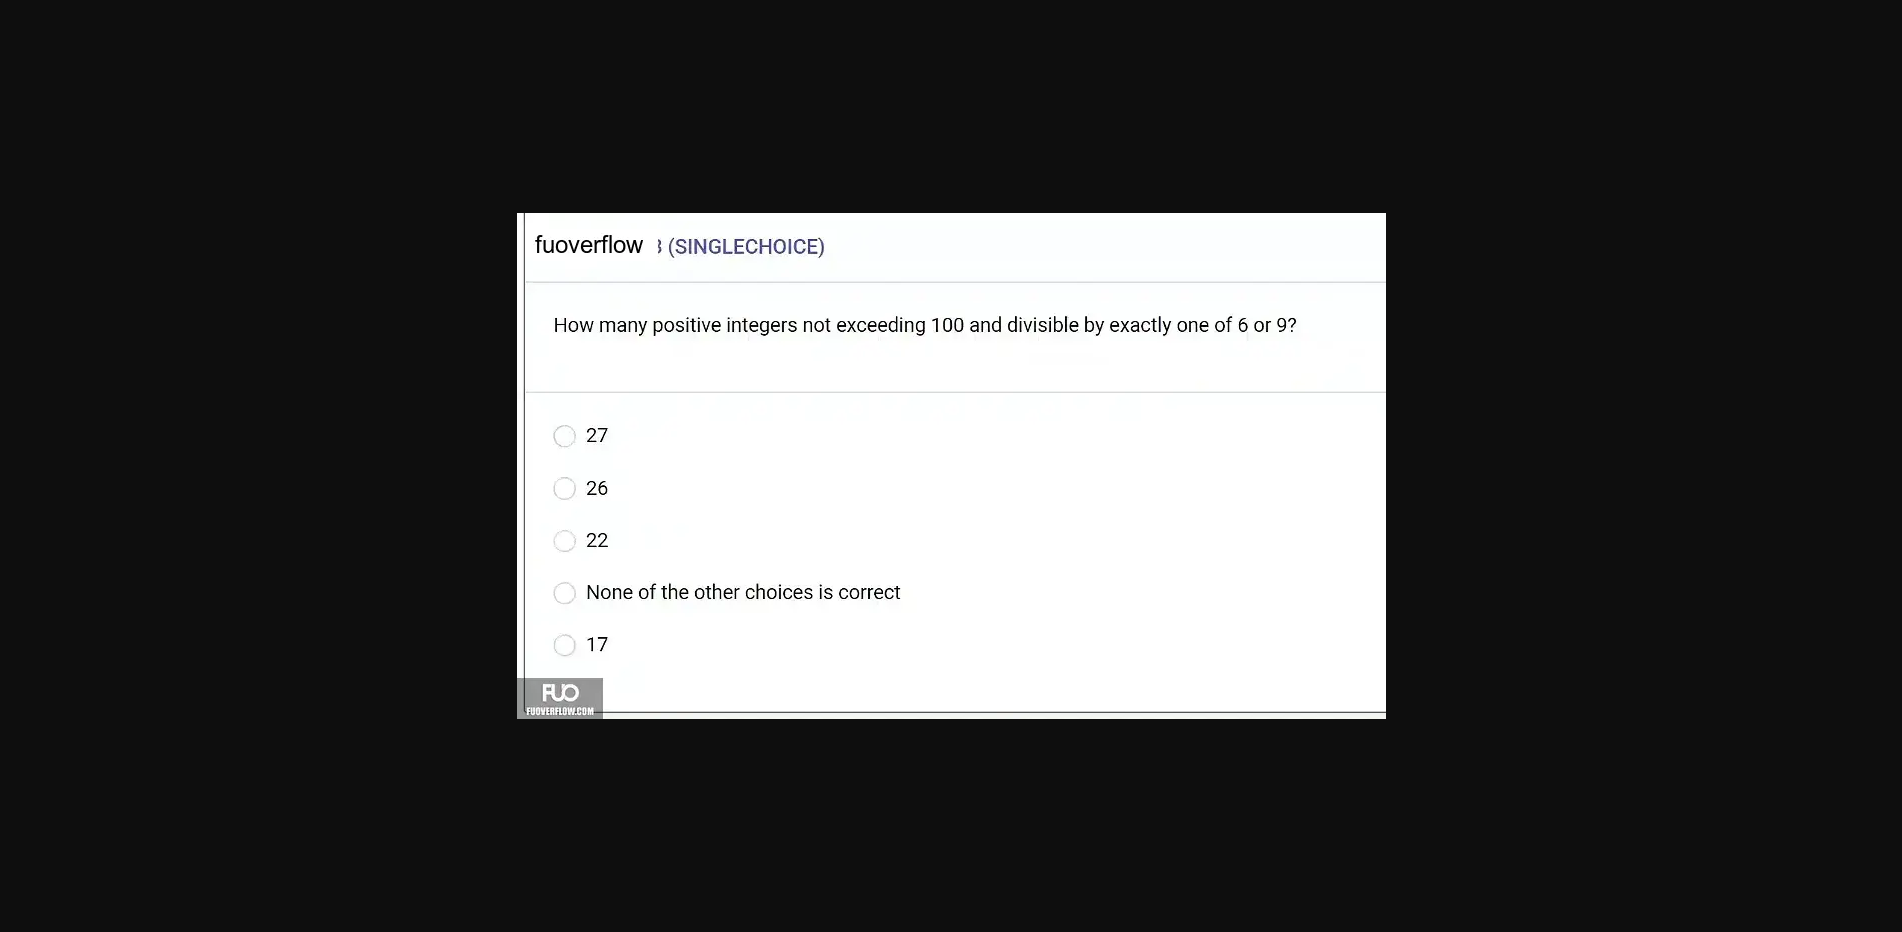 fuoverflow (SINGLECHOICE)
How many positive integers not exceeding 100 and divisible by exactly one of 6 or 9?
27
26
22
None of the other choices is correct
17
FUO
FUOVERFLOW.COM